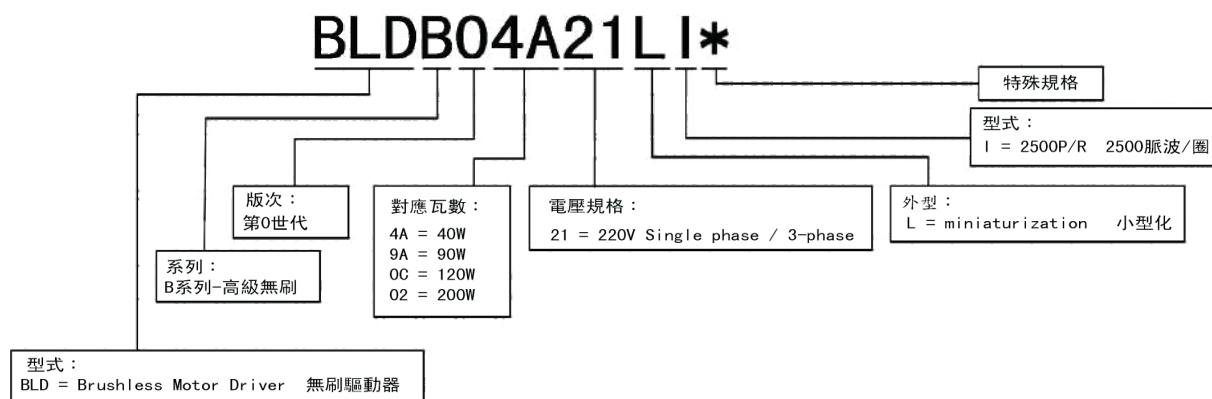 BLDB04A21LI*
特殊規格
型式：
I = 2500P/R 2500脈波/圈
版次：
第0世代
對應瓦數：
4A = 40W
9A = 90W
0C = 120W
02 = 200W
電壓規格：
21 = 220V Single phase / 3-phase
外型：
L = miniaturization 小型化
系列：
B系列-高級無刷
型式：
BLD = Brushless Motor Driver 無刷驅動器